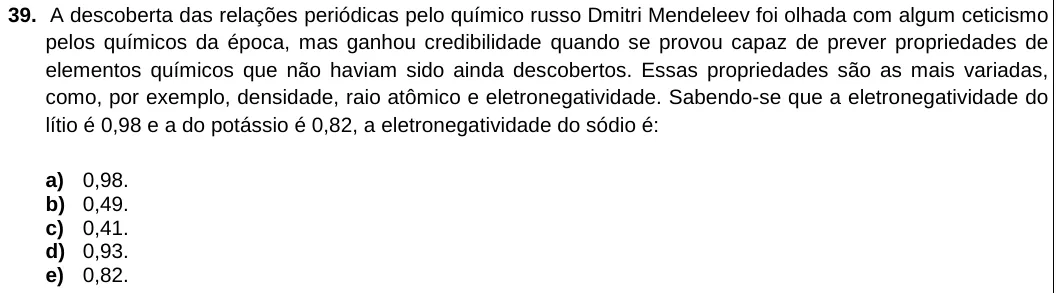 39. A descoberta das relações periódicas pelo químico russo Dmitri Mendeleev foi olhada com algum ceticismo
pelos químicos da época, mas ganhou credibilidade quando se provou capaz de prever propriedades de
elementos químicos que não haviam sido ainda descobertos. Essas propriedades são as mais variadas,
como, por exemplo, densidade, raio atômico e eletronegatividade. Sabendo-se que a eletronegatividade do
lítio é 0,98 e a do potássio é 0,82, a eletronegatividade do sódio é:
a) 0,98.
b) 0,49.
c) 0,41.
d) 0,93.
e) 0,82.